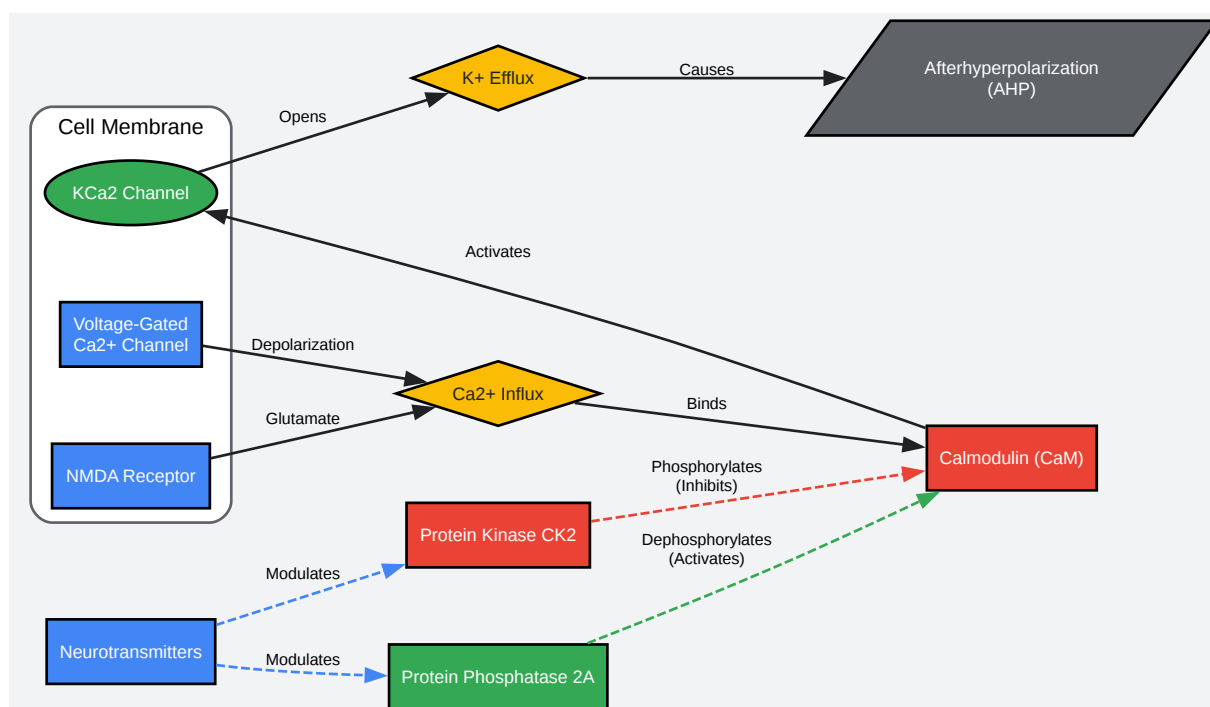 K+ Efflux
Causes
Afterhyperpolarization
(AHP)
Cell Membrane
Opens
KCa2 Channel
Activates
Voltage-Gated
Ca2+ Channel
Depolarization
Ca2+ Influx
Binds
Glutamate
NMDA Receptor
Calmodulin (CaM)
Phosphorylates
(Inhibits)
Protein Kinase CK2
Dephosphorylates
(Activates)
Modulates
Neurotransmitters
Modulates
Protein Phosphatase 2A